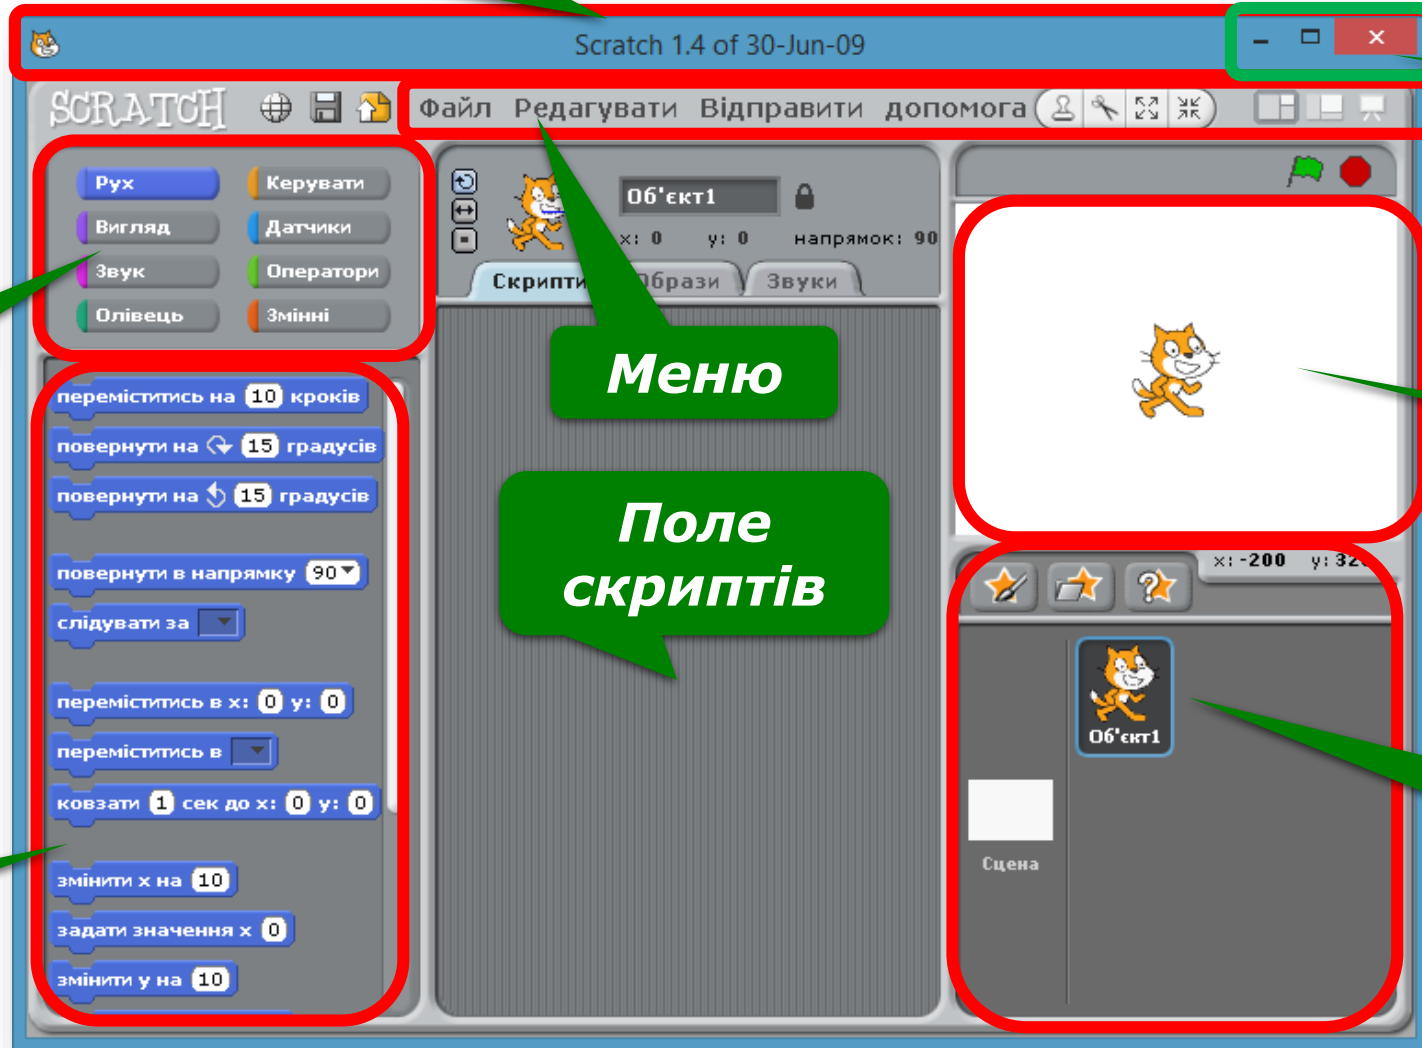 Scratch 1.4 of 30-Jun-09
SCRATCH
Файл Редагувати Відправити допомога
Рух
Керувати
Вигляд
Датчики
Звук
Оператори
Олівець
Змінні
Об'єкт1
x: 0 y: 0 напрямок: 90
Скрипти
Образи
Звуки
переміститись на 10 кроків
повернути на 15 градусів
повернути на 15 градусів
повернути в напрямку 90
слідувати за
переміститись в x: 0 y: 0
переміститись в
ковзати 1 сек до x: 0 y: 0
змінити x на 10
задати значення x 0
змінити y на 10
Меню
Поле
скриптів
x: -200 y: 32
Об'єкт1
Сцена